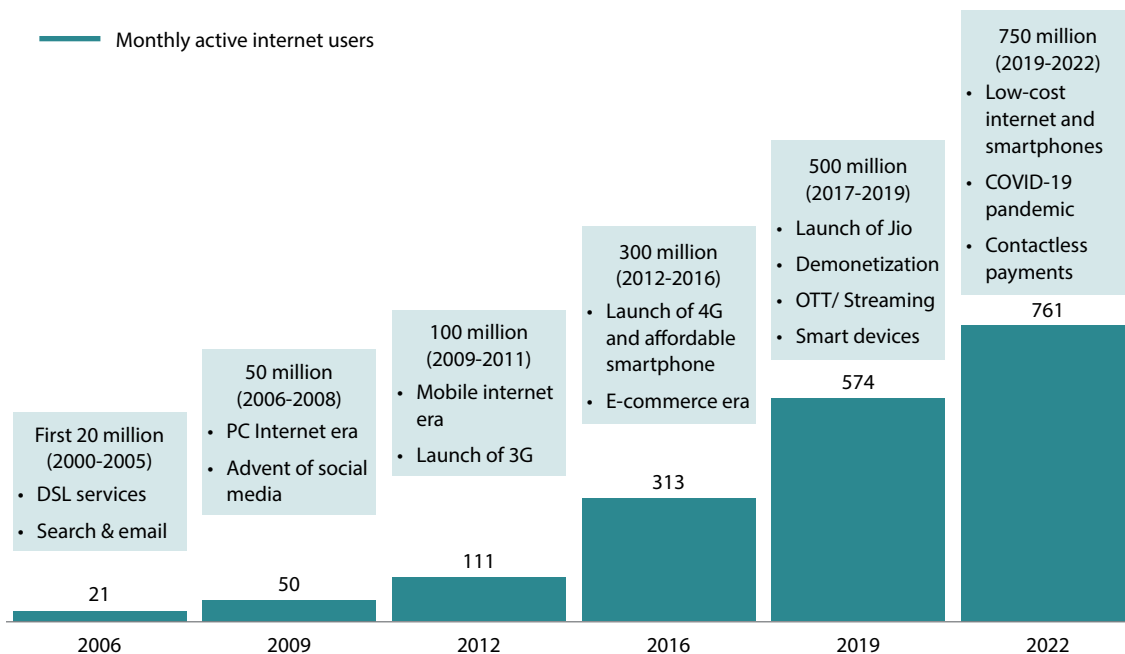 Monthly active internet users
First 20 million
(2000-2005)
• DSL services
• Search & email
21
2006
50 million
(2006-2008)
• PC Internet era
• Advent of social
media
50
2009
100 million
(2009-2011)
• Mobile internet
era
• Launch of 3G
111
2012
300 million
(2012-2016)
• Launch of 4G
and affordable
smartphone
• E-commerce era
313
2016
500 million
(2017-2019)
• Launch of Jio
• Demonetization
• OTT/ Streaming
• Smart devices
574
2019
750 million
(2019-2022)
• Low-cost
internet and
smartphones
• COVID-19
pandemic
• Contactless
payments
761
2022